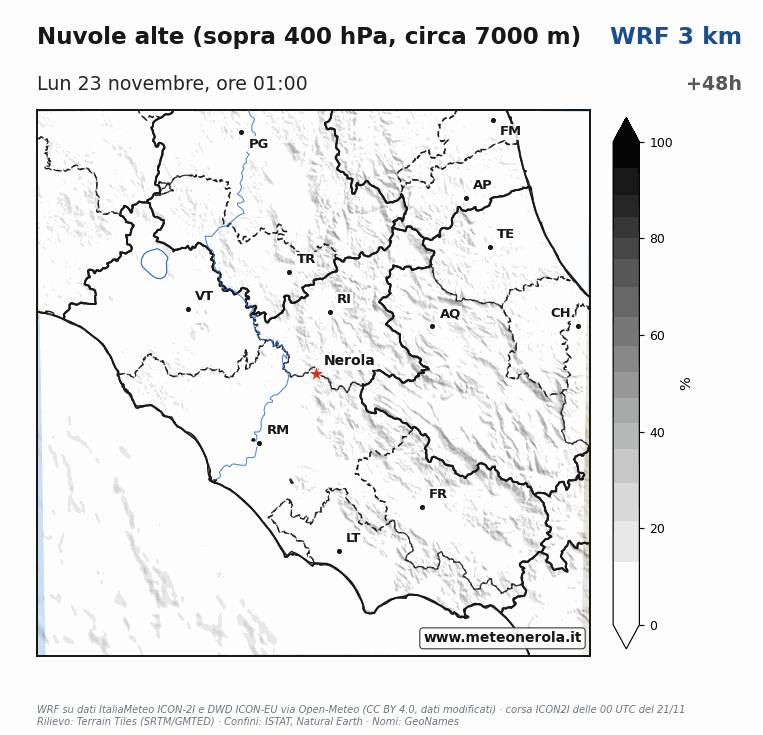 Nuvole alte (sopra 400 hPa, circa 7000 m) WRF 3 km
Lun 23 novembre, ore 01:00 +48h
FM
PG
AP
TE
TR
VT
RI
AQ
CH
Nerola
RM
FR
LT
www.meteonerola.it
100
80
60
40
20
0
%
WRF su dati ItaliaMeteo ICON-2I e DWD ICON-EU via Open-Meteo (CC BY 4.0, dati modificati) · corsa ICON2I delle 00 UTC del 21/11
Rilievo: Terrain Tiles (SRTM/GMTED) · Confini: ISTAT, Natural Earth · Nomi: GeoNames